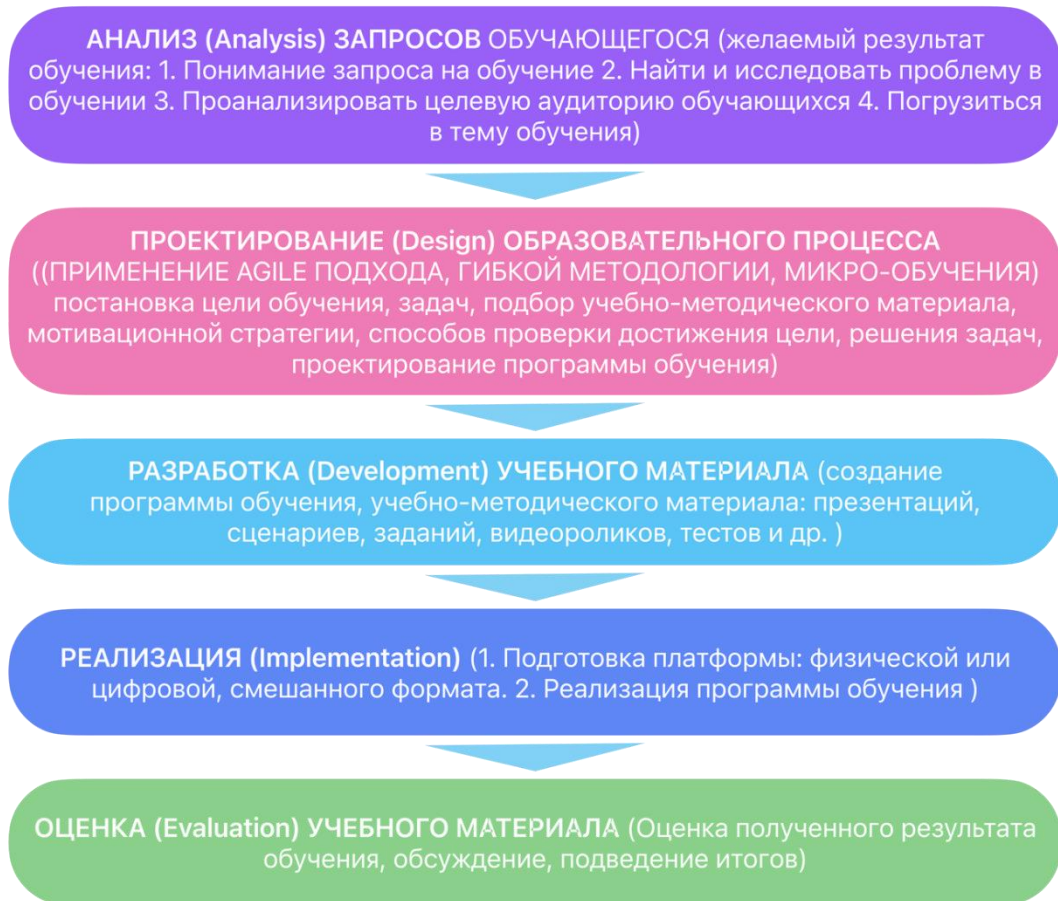 АНАЛИЗ (Analysis) ЗАПРОСОВ ОБУЧАЮЩЕГОСЯ (желаемый результат
обучения: 1. Понимание запроса на обучение 2. Найти и исследовать проблему в
обучении 3. Проанализировать целевую аудиторию обучающихся 4. Погрузиться
в тему обучения)
ПРОЕКТИРОВАНИЕ (Design) ОБРАЗОВАТЕЛЬНОГО ПРОЦЕССА
((ПРИМЕНЕНИЕ AGILE ПОДХОДА, ГИБКОЙ МЕТОДОЛОГИИ, МИКРО-ОБУЧЕНИЯ)
постановка цели обучения, задач, подбор учебно-методического материала,
мотивационной стратегии, способов проверки достижения цели, решения задач,
проектирование программы обучения)
РАЗРАБОТКА (Development) УЧЕБНОГО МАТЕРИАЛА (создание
программы обучения, учебно-методического материала: презентаций,
сценариев, заданий, видеороликов, тестов и др. )
РЕАЛИЗАЦИЯ (Implementation) (1. Подготовка платформы: физической или
цифровой, смешанного формата. 2. Реализация программы обучения )
ОЦЕНКА (Evaluation) УЧЕБНОГО МАТЕРИАЛА (Оценка полученного результата
обучения, обсуждение, подведение итогов)